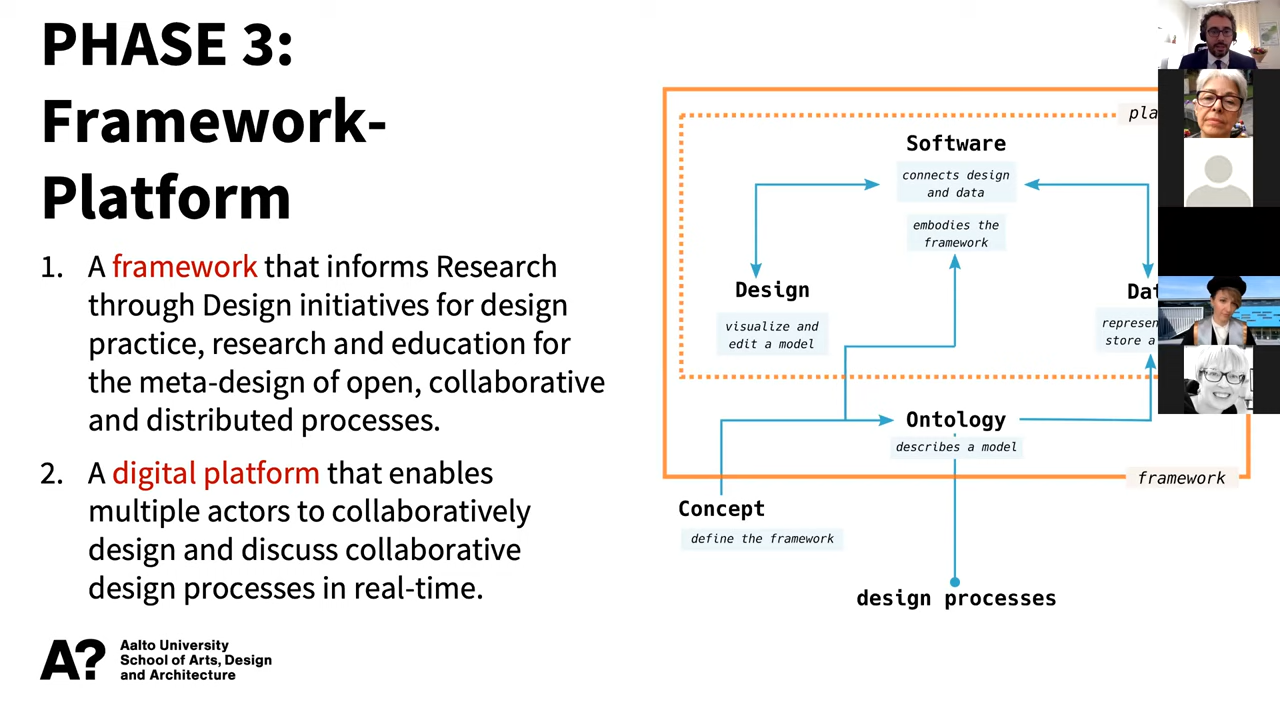 PHASE 3:
Framework-
Platform
1. A framework that informs Research
through Design initiatives for design
practice, research and education for
the meta-design of open, collaborative
and distributed processes.
2. A digital platform that enables
multiple actors to collaboratively
design and discuss collaborative
design processes in real-time.
A?
Aalto University
School of Arts, Design
and Architecture
Software
connects design
and data
embodies the
framework
Design
visualize and
edit a model
store a
Ontology
describes a model
framework
Concept
define the framework
design processes